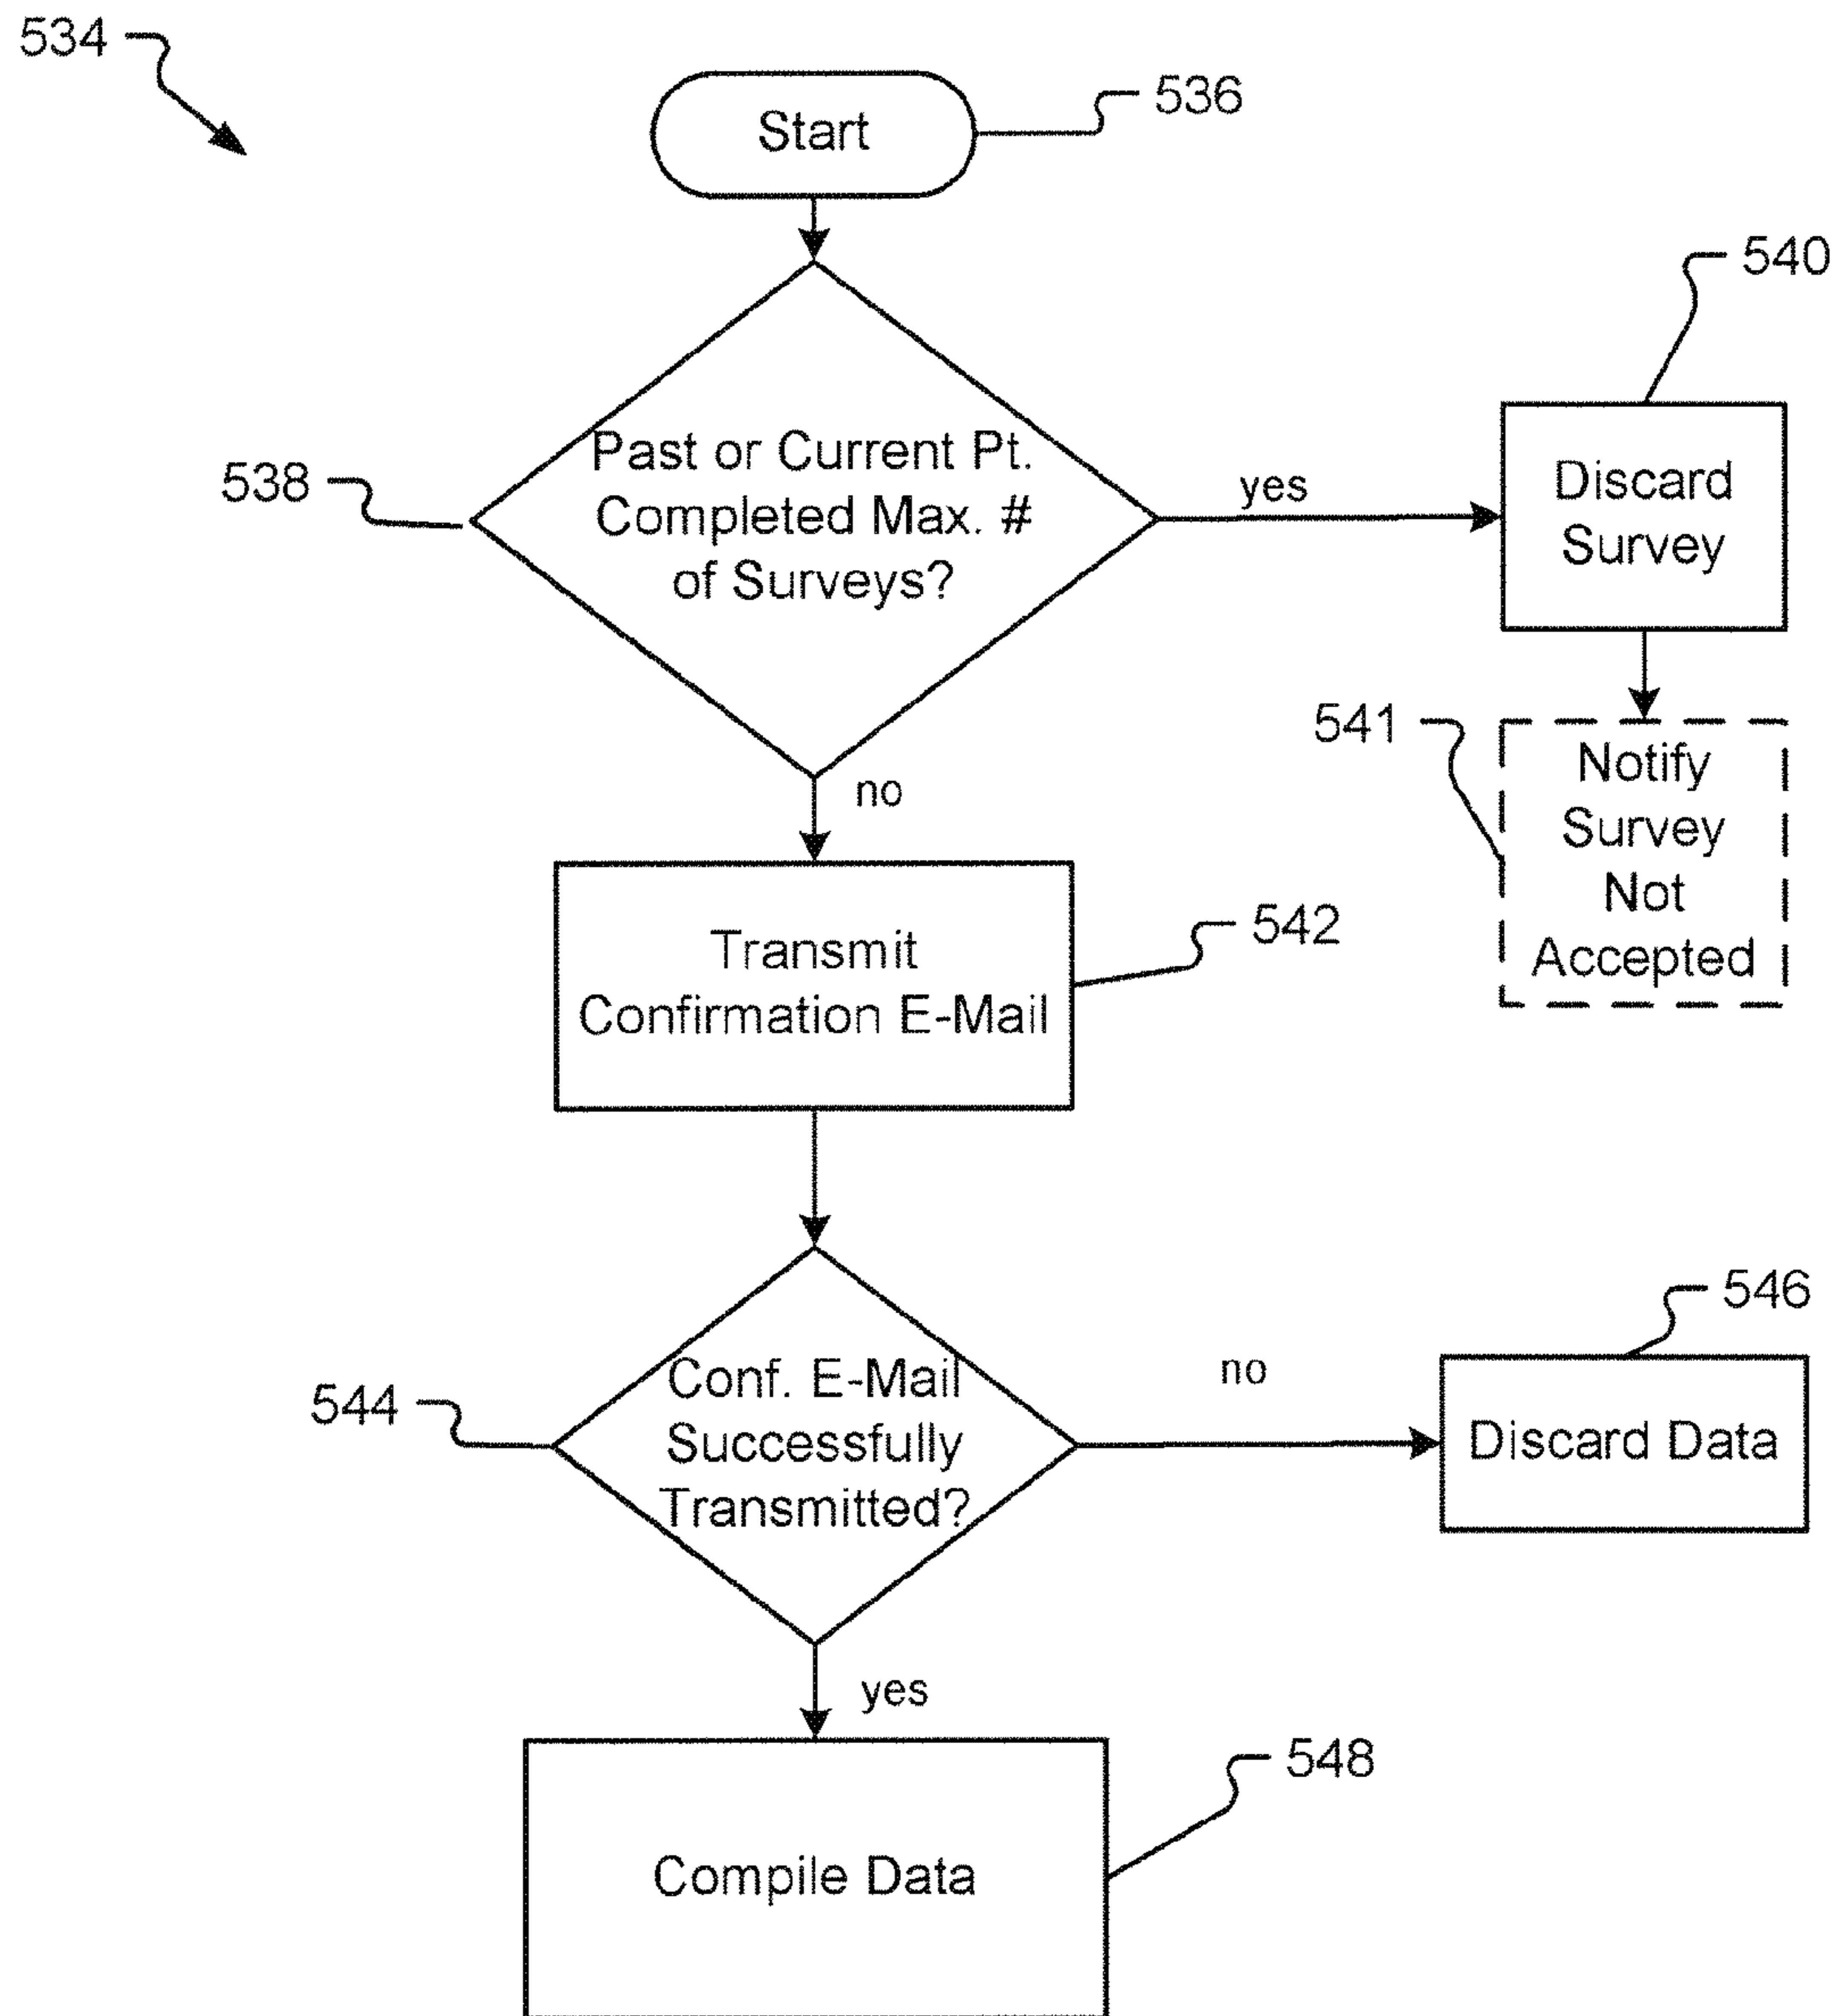 534
Start
536
Past or Current Pt.
Completed Max. #
of Surveys?
538
yes
540
Discard
Survey
541
Notify
Survey
Not
Accepted
no
Transmit
Confirmation E-Mail
542
Conf. E-Mail
Successfully
Transmitted?
544
no
546
Discard Data
yes
548
Compile Data